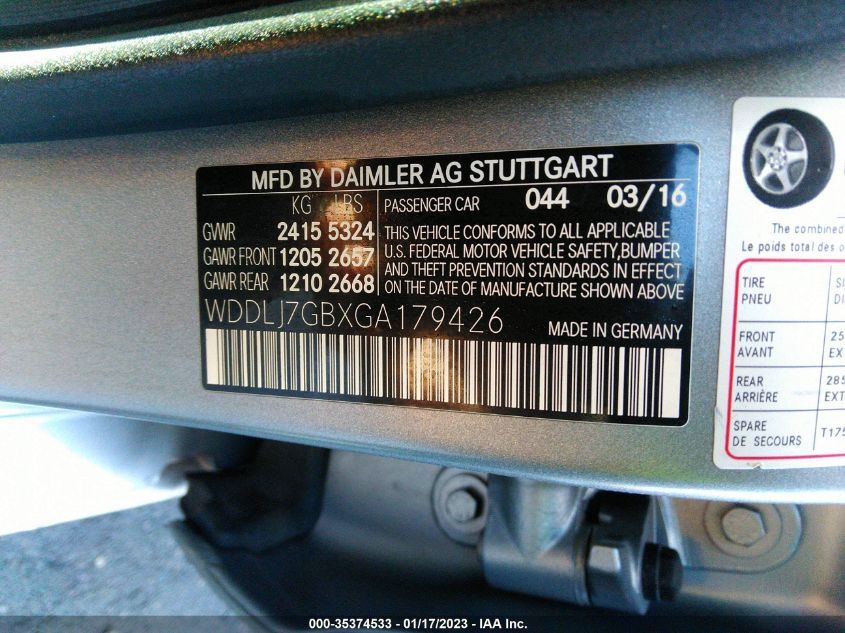 MFD BY DAIMLER AG STUTTGART
KG LBS
GVWR 2415 5324
GAWR FRONT 1205 2657
GAWR REAR 1210 2668
PASSENGER CAR 044 03/16
THIS VEHICLE CONFORMS TO ALL APPLICABLE
U.S. FEDERAL MOTOR VEHICLE SAFETY, BUMPER
AND THEFT PREVENTION STANDARDS IN EFFECT
ON THE DATE OF MANUFACTURE SHOWN ABOVE
WDDLJ7GBXGA179426 MADE IN GERMANY
The combined
Le poids total des
TIRE
PNEU
FRONT
AVANT
REAR 285
ARRIÈRE EXT
SPARE T175
DE SECOURS
000-35374533 - 01/17/2023 - IAA Inc.